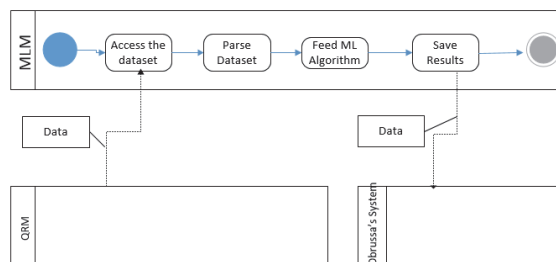 MLM
Access the
dataset
Parse
Dataset
Feed ML
Algorithm
Save
Results
Data
Data
QRM
Obrussa's System